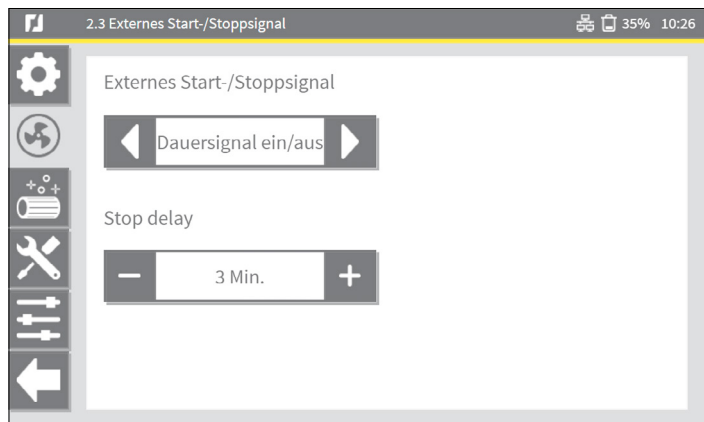 2.3 Externes Start-/Stoppsignal 35% 10:26
Externes Start-/Stoppsignal
Dauersignal ein/aus
Stop delay
3 Min.